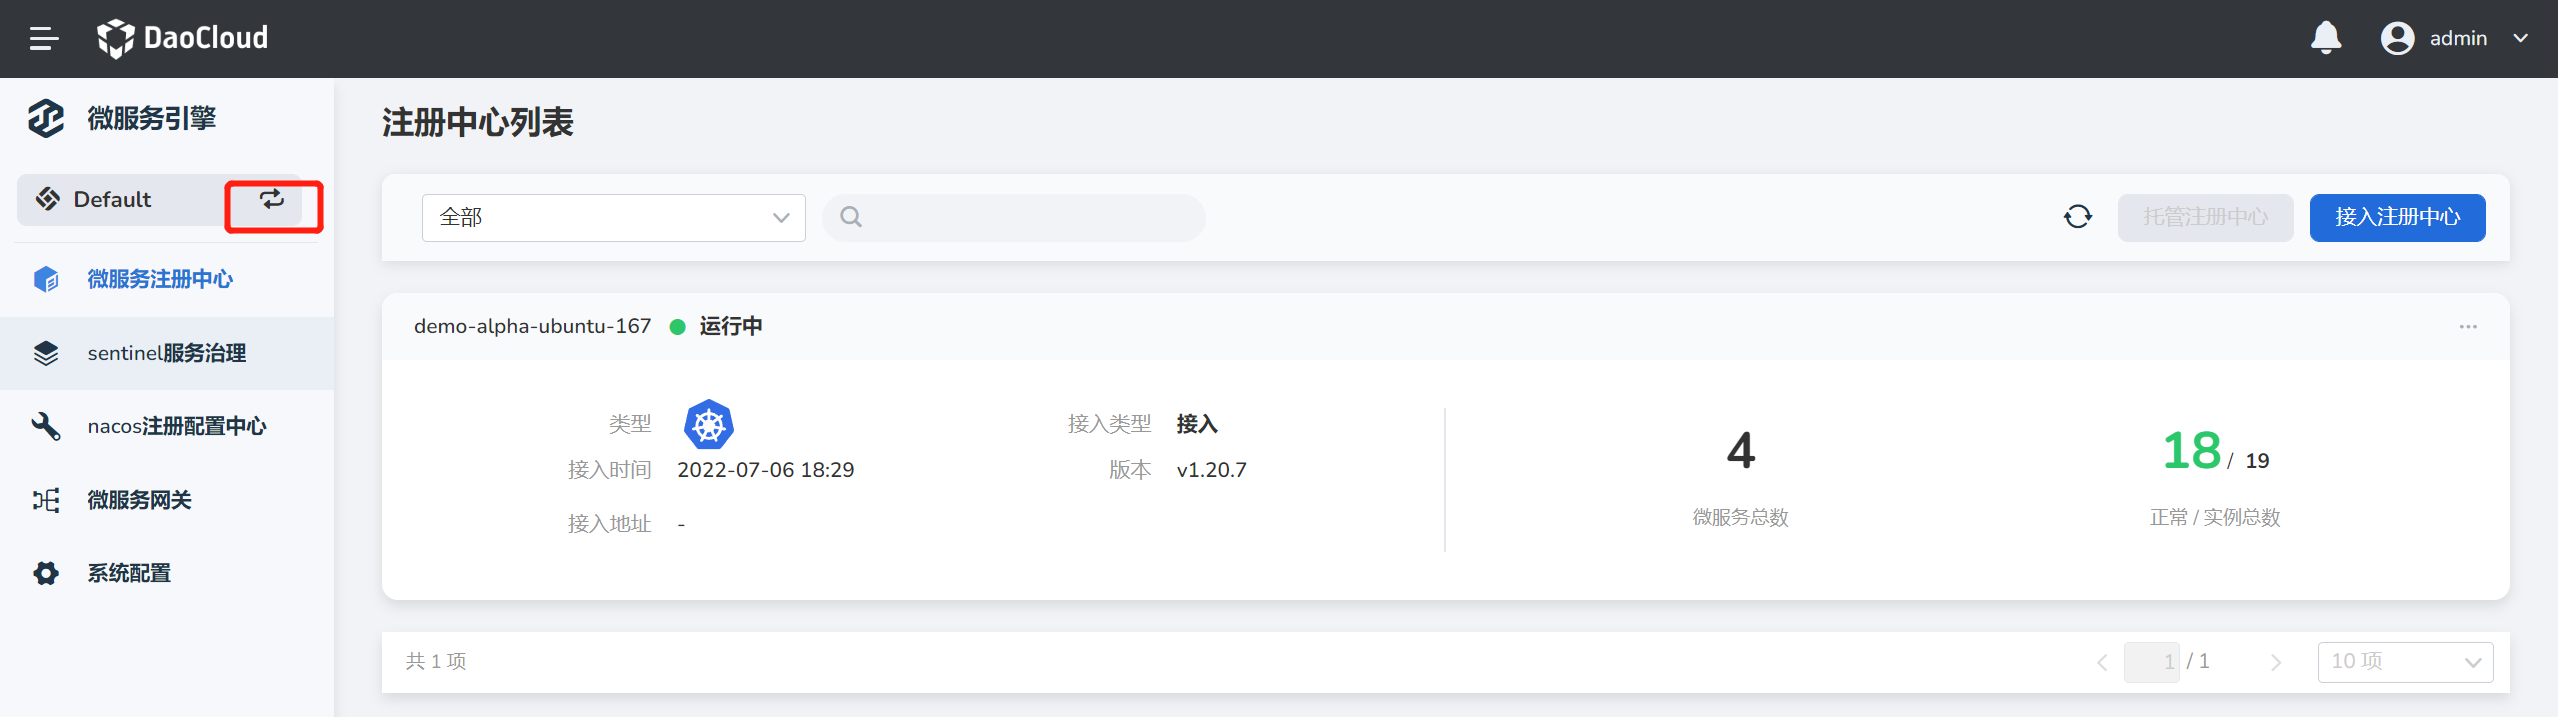 DaoCloud
admin
微服务引擎
Default
微服务注册中心
sentinel服务治理
nacos注册配置中心
微服务网关
系统配置
注册中心列表
全部
托管注册中心
接入注册中心
demo-alpha-ubuntu-167 运行中
类型
接入类型 接入
接入时间 2022-07-06 18:29
版本 v1.20.7
接入地址 -
4
微服务总数
18 / 19
正常 / 实例总数
共 1 项
1 / 1
10 项